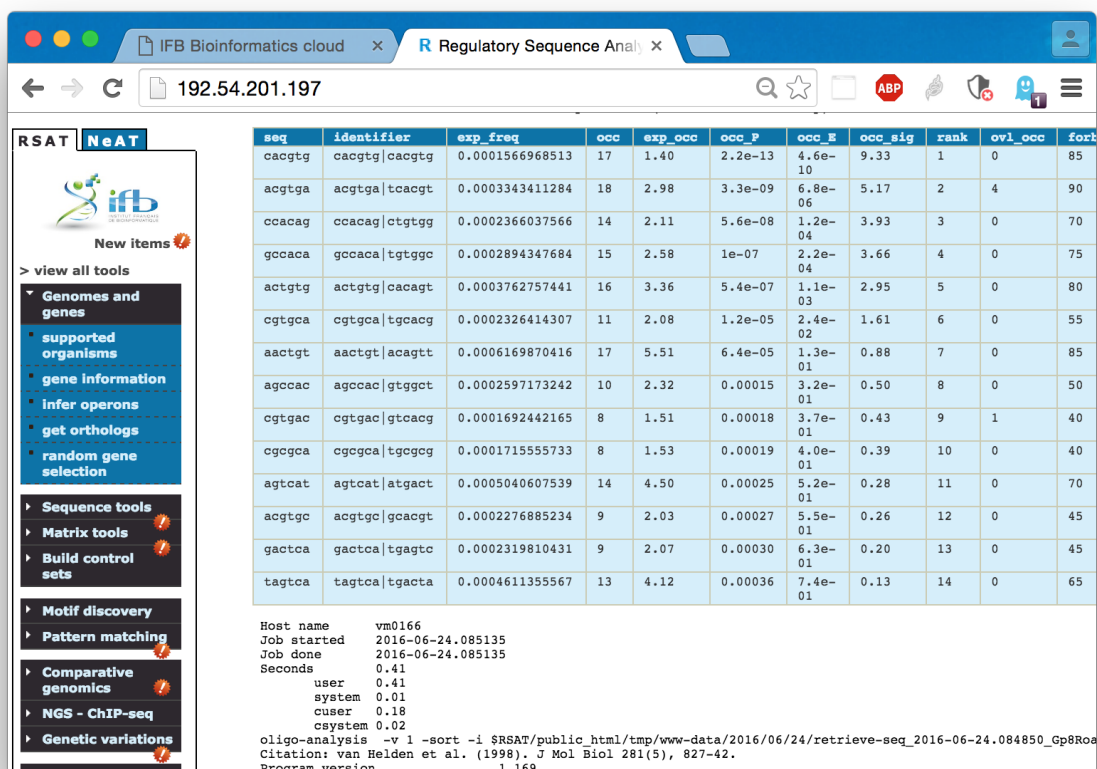 IFB Bioinformatics cloud ×
R Regulatory Sequence Anal ×
192.54.201.197
ABP
1
RSAT NeAT
ifb
INSTITUT FRANÇAIS
DE BIOINFORMATIQUE
New items
> view all tools
Genomes and
genes
supported
organisms
gene information
infer operons
get orthologs
random gene
selection
Sequence tools
Matrix tools
Build control
sets
Motif discovery
Pattern matching
Comparative
genomics
NGS - ChIP-seq
Genetic variations
seq identifier exp_freq occ exp_occ occ_P occ_E occ_sig rank ovl_occ forb
cacgtg cacgtg|cacgtg 0.0001566968513 17 1.40 2.2e-13 4.6e-10 9.33 1 0 85
acgtga acgtga|tcacgt 0.0003343411284 18 2.98 3.3e-09 6.8e-06 5.17 2 4 90
ccacag ccacag|ctgtgg 0.0002366037566 14 2.11 5.6e-08 1.2e-04 3.93 3 0 70
gccaca gccaca|tgtggc 0.0002894347684 15 2.58 1e-07 2.2e-04 3.66 4 0 75
actgtg actgtg|cacagt 0.0003762757441 16 3.36 5.4e-07 1.1e-03 2.95 5 0 80
cgtgca cgtgca|tgcacg 0.0002326414307 11 2.08 1.2e-05 2.4e-02 1.61 6 0 55
aactgt aactgt|acagtt 0.0006169870416 17 5.51 6.4e-05 1.3e-01 0.88 7 0 85
agccac agccac|gtggct 0.0002597173242 10 2.32 0.00015 3.2e-01 0.50 8 0 50
cgtgac cgtgac|gtcacg 0.0001692442165 8 1.51 0.00018 3.7e-01 0.43 9 1 40
cgcgca cgcgca|tgcgcg 0.0001715555733 8 1.53 0.00019 4.0e-01 0.39 10 0 40
agtcat agtcat|atgact 0.0005040607539 14 4.50 0.00025 5.2e-01 0.28 11 0 70
acgtgc acgtgc|gcacgt 0.0002276885234 9 2.03 0.00027 5.5e-01 0.26 12 0 45
gactca gactca|tgagtc 0.0002319810431 9 2.07 0.00030 6.3e-01 0.20 13 0 45
tagtca tagtca|tgacta 0.0004611355567 13 4.12 0.00036 7.4e-01 0.13 14 0 65
Host name vm0166
Job started 2016-06-24.085135
Job done 2016-06-24.085135
Seconds 0.41
user 0.41
system 0.01
cuser 0.18
csystem 0.02
oligo-analysis -v 1 -sort -i $RSAT/public_html/tmp/www-data/2016/06/24/retrieve-seq_2016-06-24.084850_Gp8Roa
Citation: van Helden et al. (1998). J Mol Biol 281(5), 827-42.
Program version 1.169